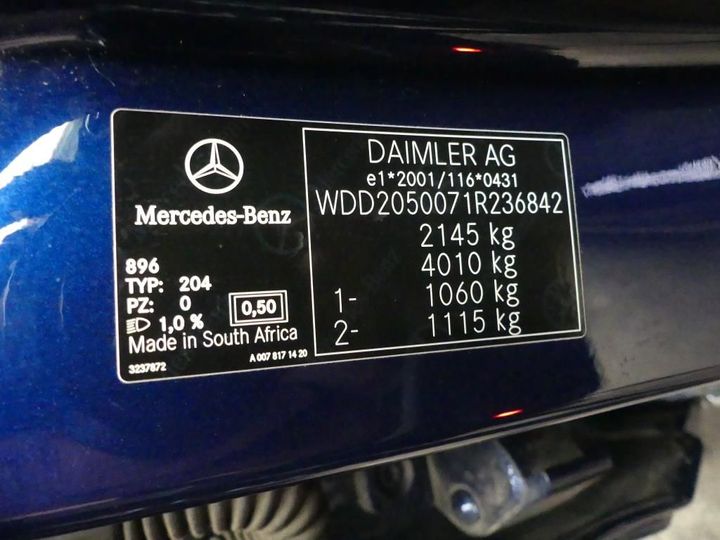 Mercedes-Benz
896
TYP: 204
PZ: 0
0,50
1,0 %
Made in South Africa
3237872
A 007 817 14 20
DAIMLER AG
e1*2001/116*0431
WDD2050071R236842
2145 kg
4010 kg
1- 1060 kg
2- 1115 kg